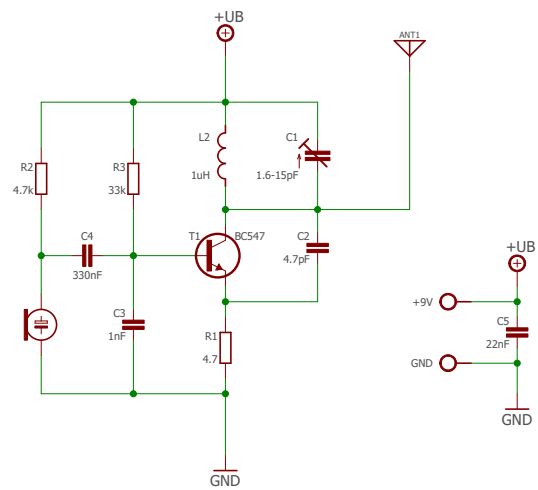 +UB
ANT1
L2
1uH
C1
1.6-15pF
R2
4.7k
R3
33k
C4
330nF
T1
BC547
C2
4.7pF
C3
1nF
R1
4.7
GND
+UB
+9V
C5
22nF
GND
GND